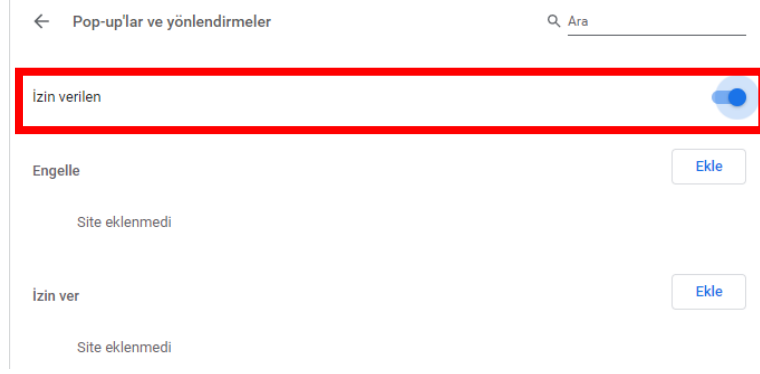 Pop-up'lar ve yönlendirmeler
Ara
İzin verilen
Engelle
Ekle
Site eklenmedi
İzin ver
Ekle
Site eklenmedi